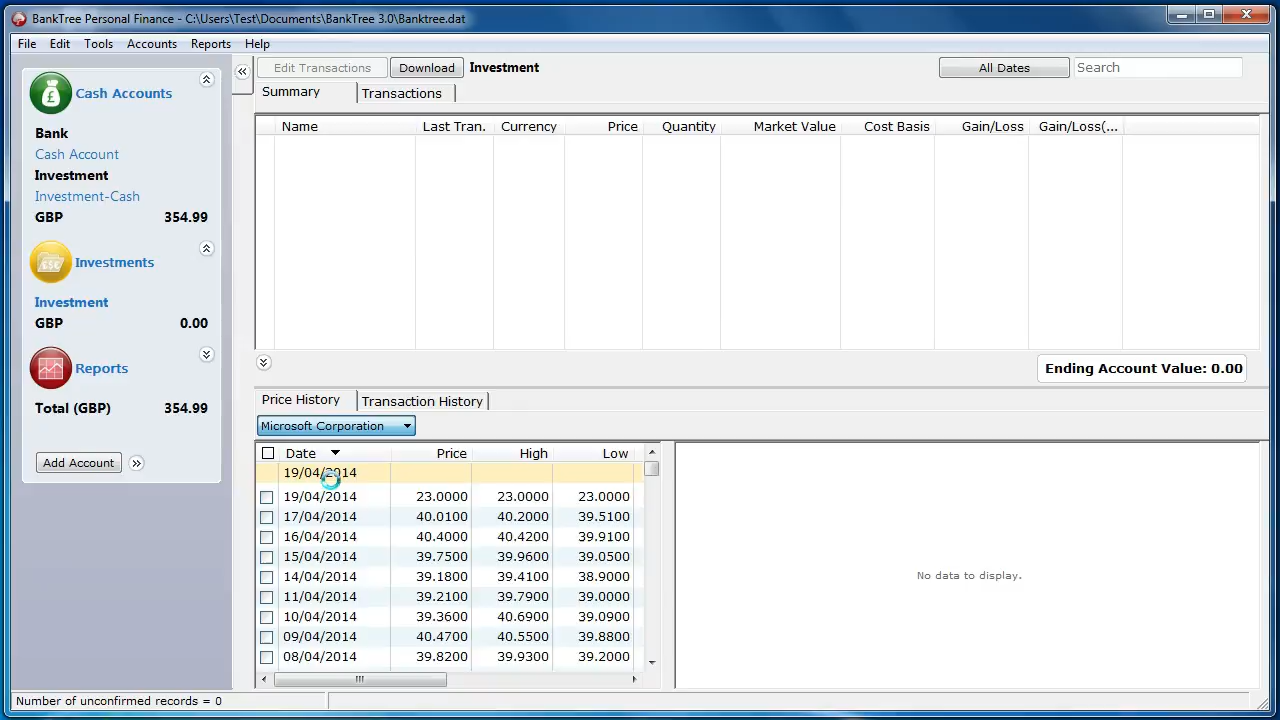 BankTree Personal Finance - C:\Users\Test\Documents\BankTree 3.0\Banktree.dat
File Edit Tools Accounts Reports Help
Cash Accounts
Bank
Cash Account
Investment
Investment-Cash
GBP 354.99
Investments
Investment
GBP 0.00
Reports
Total (GBP) 354.99
Add Account
Edit Transactions Download Investment All Dates Search
Summary Transactions
Name Last Tran. Currency Price Quantity Market Value Cost Basis Gain/Loss Gain/Loss(...
Ending Account Value: 0.00
Price History Transaction History
Microsoft Corporation
Date Price High Low
19/04/2014
19/04/2014 23.0000 23.0000 23.0000
17/04/2014 40.0100 40.2000 39.5100
16/04/2014 40.4000 40.4200 39.9100
15/04/2014 39.7500 39.9600 39.0500
14/04/2014 39.1800 39.4100 38.9000
11/04/2014 39.2100 39.7900 39.0000
10/04/2014 39.3600 40.6900 39.0900
09/04/2014 40.4700 40.5500 39.8800
08/04/2014 39.8200 39.9300 39.2000
No data to display.
Number of unconfirmed records = 0